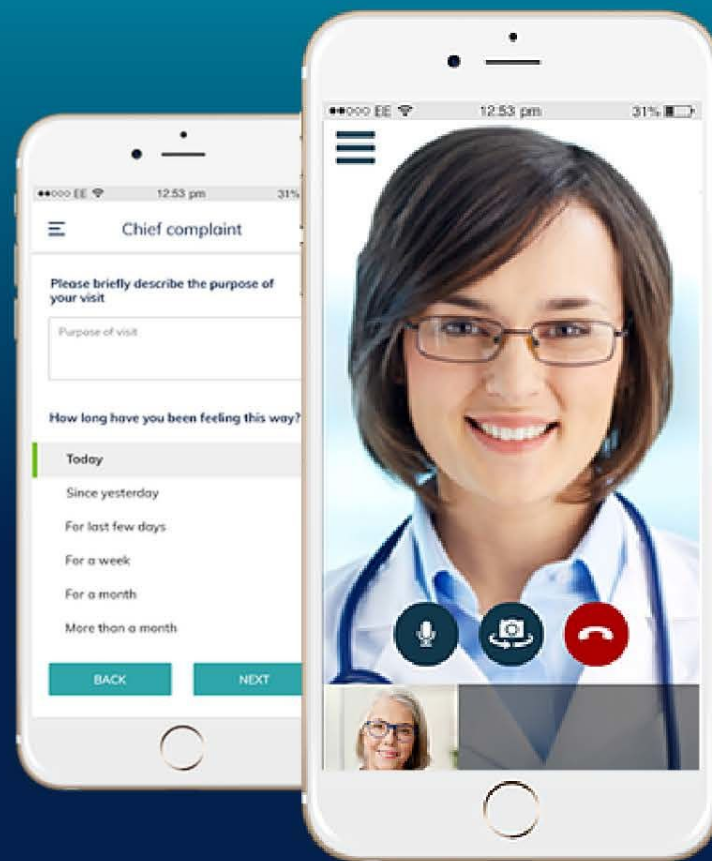 EE 12:53 pm 31%
Chief complaint
Please briefly describe the purpose of
your visit
Purpose of visit
How long have you been feeling this way?
Today
Since yesterday
For last few days
For a week
For a month
More than a month
BACK NEXT
EE 12:53 pm 31%